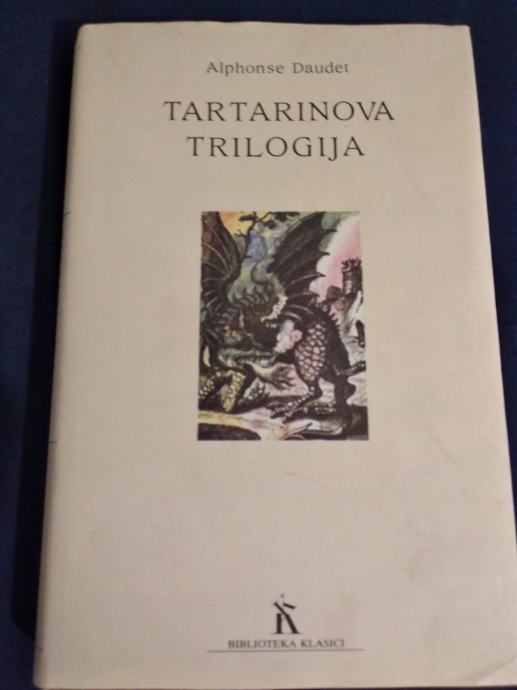 Alphonse Daudet
TARTARINOVA
TRILOGIJA
BIBLIOTEKA KLASICI